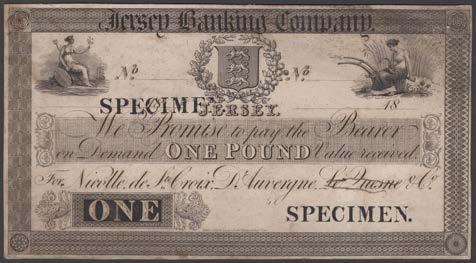 Jersey Banking Company
No. No.
SPECIMEN 18
JERSEY.
We Promise to pay the Bearer
on Demand ONE POUND Value received.
For Nicolle, de Ste Croix, D'Auvergne, Le Quesne & Co.
ONE SPECIMEN.